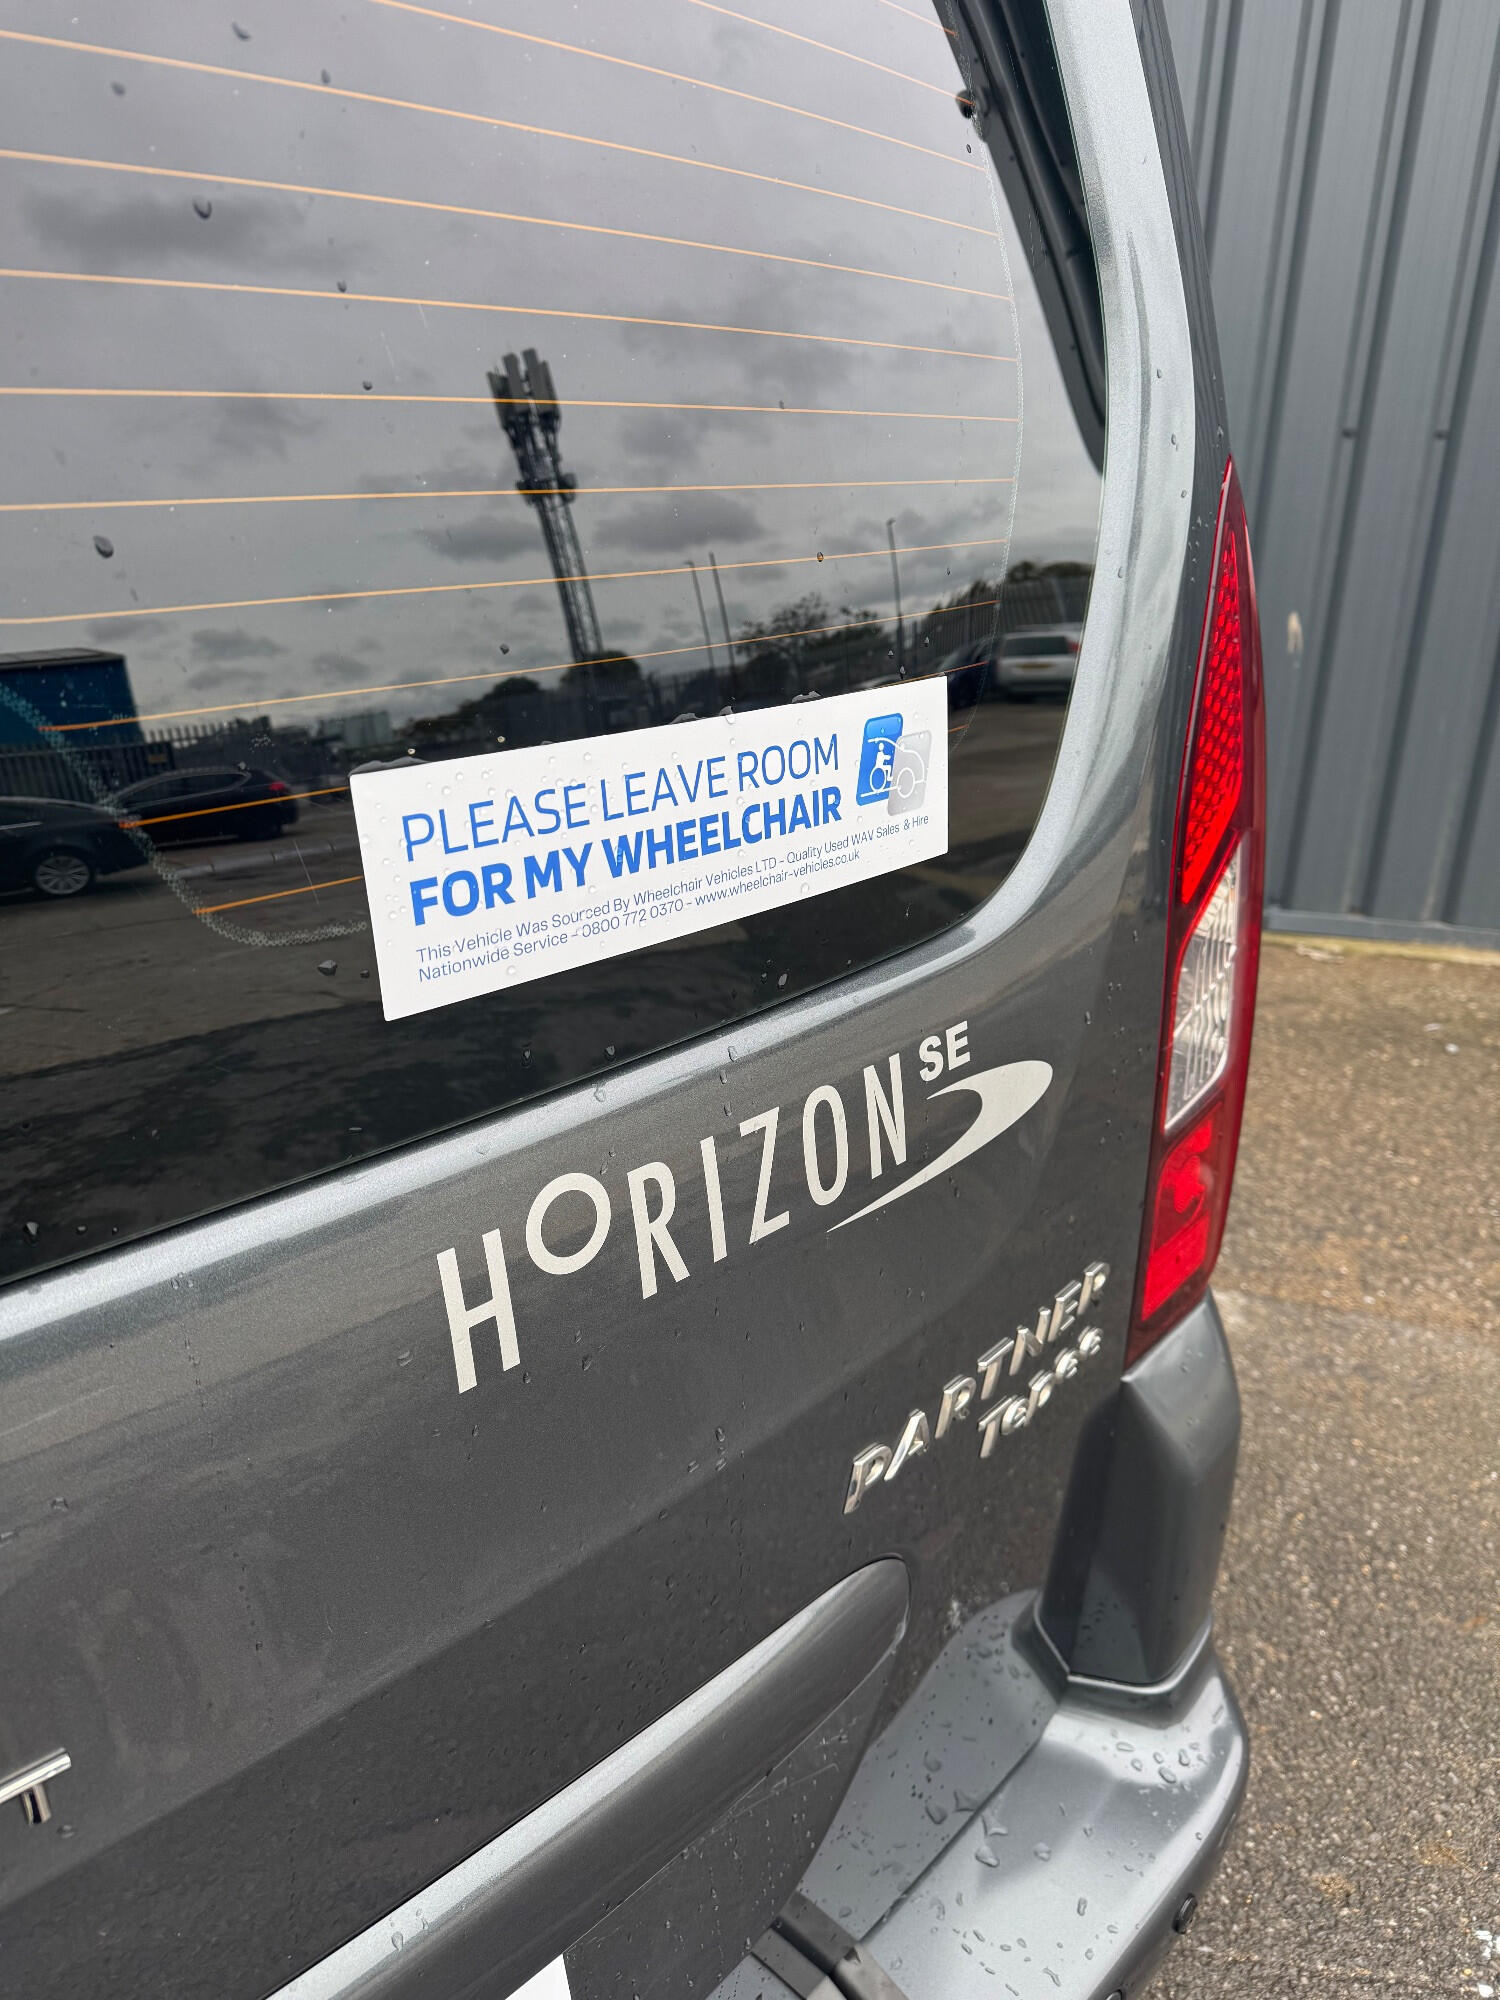 PLEASE LEAVE ROOM
FOR MY WHEELCHAIR
This Vehicle Was Sourced By Wheelchair Vehicles LTD - Quality Used WAV Sales & Hire
Nationwide Service - 0800 772 0370 - www.wheelchair-vehicles.co.uk
HORIZON SE
PARTNER
Tepee
T